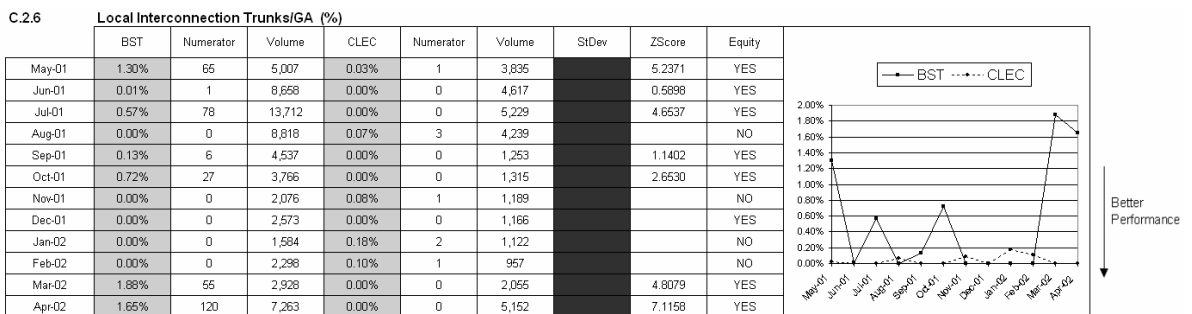 C.2.6 Local Interconnection Trunks/GA (%)
BST Numerator Volume CLEC Numerator Volume StDev ZScore Equity
May-01 1.30% 65 5,007 0.03% 1 3,835 5.2371 YES
Jun-01 0.01% 1 8,658 0.00% 0 4,617 0.5898 YES
Jul-01 0.57% 78 13,712 0.00% 0 5,229 4.6537 YES
Aug-01 0.00% 0 8,818 0.07% 3 4,239 NO
Sep-01 0.13% 6 4,537 0.00% 0 1,253 1.1402 YES
Oct-01 0.72% 27 3,766 0.00% 0 1,315 2.6530 YES
Nov-01 0.00% 0 2,076 0.08% 1 1,189 NO
Dec-01 0.00% 0 2,573 0.00% 0 1,166 YES
Jan-02 0.00% 0 1,584 0.18% 2 1,122 NO
Feb-02 0.00% 0 2,298 0.10% 1 957 NO
Mar-02 1.88% 55 2,928 0.00% 0 2,055 4.8079 YES
Apr-02 1.65% 120 7,263 0.00% 0 5,152 7.1158 YES
BST CLEC
2.00%
1.80%
1.60%
1.40%
1.20%
1.00%
0.80%
0.60%
0.40%
0.20%
0.00%
May-01 Jun-01 Jul-01 Aug-01 Sep-01 Oct-01 Nov-01 Dec-01 Jan-02 Feb-02 Mar-02 Apr-02
Better
Performance